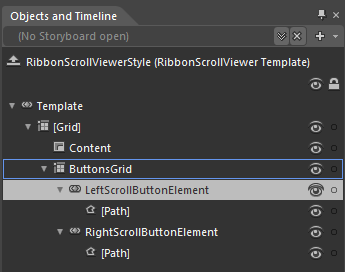 Objects and Timeline
(No Storyboard open)
RibbonScrollViewerStyle (RibbonScrollViewer Template)
Template
[Grid]
Content
ButtonsGrid
LeftScrollButtonElement
[Path]
RightScrollButtonElement
[Path]